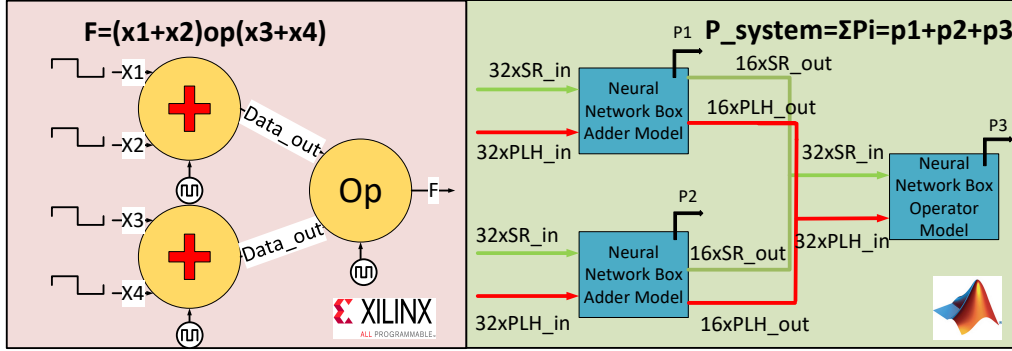 F=(x1+x2)op(x3+x4)
X1
X2
Data_out
Op
F
X3
Data_out
X4
XILINX
ALL PROGRAMMABLE.
P_system=ΣPi=p1+p2+p3
P1
32xSR_in
16xSR_out
Neural
Network Box
Adder Model
16xPLH_out
32xPLH_in
P3
32xSR_in
Neural
Network Box
Operator
Model
P2
32xSR_in
32xPLH_in
Neural
Network Box
Adder Model
16xSR_out
32xPLH_in
16xPLH_out